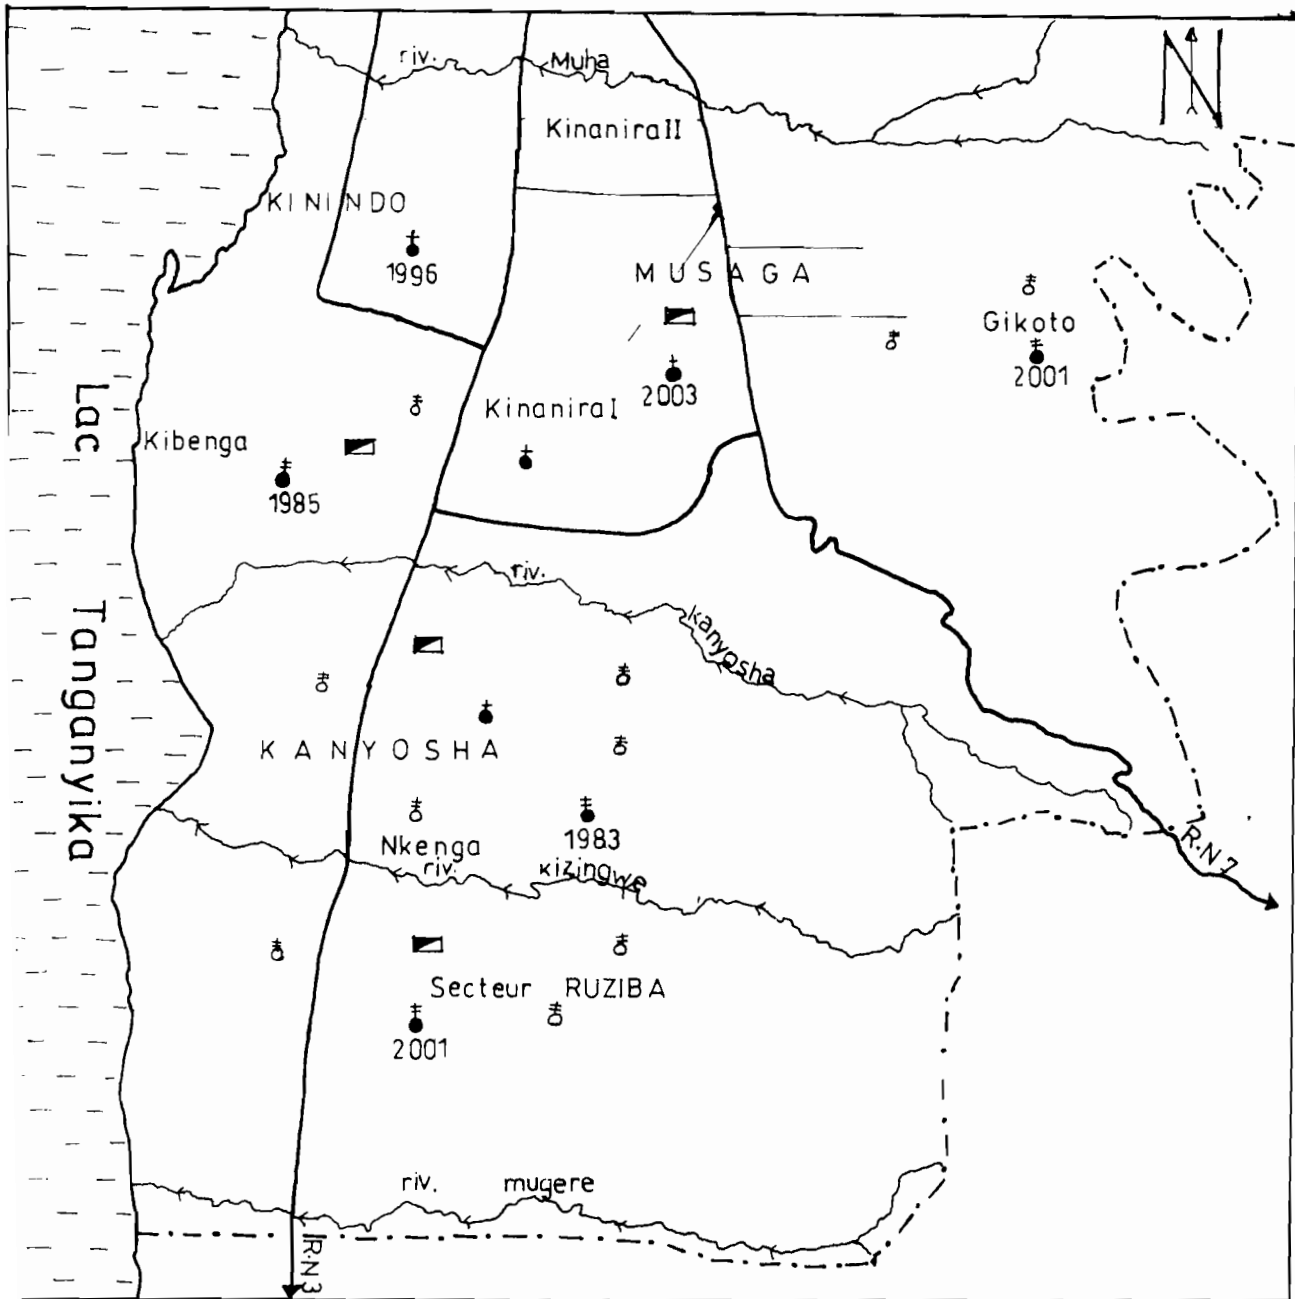 N
riv. Muha
Kinanira II
KININDO
1996
MUSAGA
Gikoto
2001
2003
Kinanira I
Kibenga
1985
Lac Tanganyika
riv. kanyosha
KANYOSHA
1983
Nkenga
riv. kizingwe
R.N 7
Secteur RUZIBA
2001
riv. mugere
R.N 3